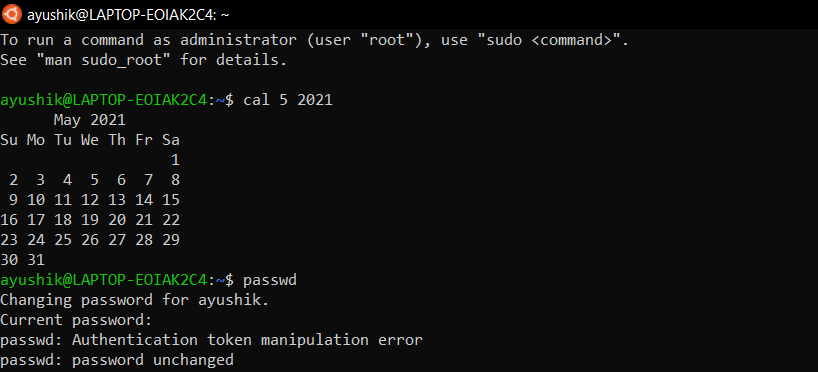 ayushik@LAPTOP-EOIAK2C4: ~
To run a command as administrator (user "root"), use "sudo <command>".
See "man sudo_root" for details.
ayushik@LAPTOP-EOIAK2C4:~$ cal 5 2021
      May 2021
Su Mo Tu We Th Fr Sa
                   1
 2  3  4  5  6  7  8
 9 10 11 12 13 14 15
16 17 18 19 20 21 22
23 24 25 26 27 28 29
30 31
ayushik@LAPTOP-EOIAK2C4:~$ passwd
Changing password for ayushik.
Current password:
passwd: Authentication token manipulation error
passwd: password unchanged